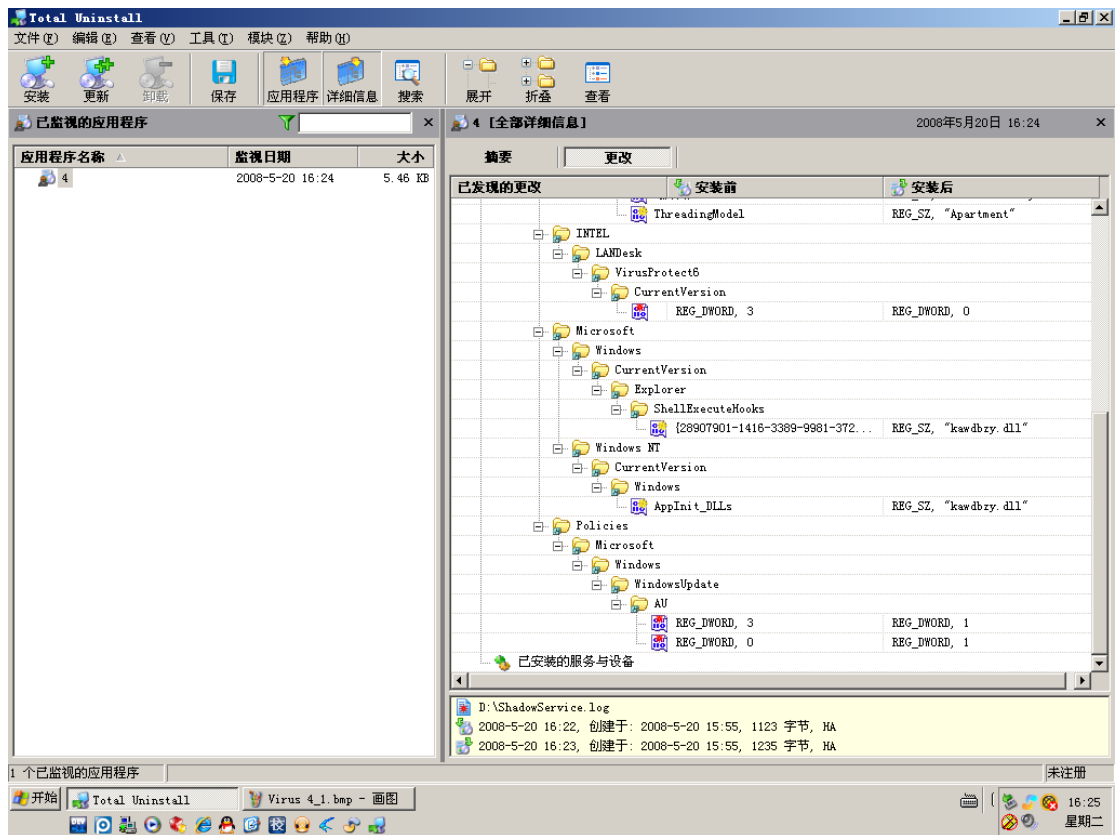 Total Uninstall
文件(F) 编辑(E) 查看(V) 工具(T) 模块(Z) 帮助(H)
安装 更新 卸载 保存 应用程序 详细信息 搜索 展开 折叠 查看
已监视的应用程序
4 [全部详细信息] 2008年5月20日 16:24
应用程序名称 监视日期 大小
4 2008-5-20 16:24 5.46 KB
摘要 更改
已发现的更改 安装前 安装后
ThreadingModel REG_SZ, "Apartment"
INTEL
LANDesk
VirusProtect6
CurrentVersion
REG_DWORD, 3 REG_DWORD, 0
Microsoft
Windows
CurrentVersion
Explorer
ShellExecuteHooks
{28907901-1416-3389-9981-372... REG_SZ, "kawdbzy.dll"
Windows NT
CurrentVersion
Windows
AppInit_DLLs REG_SZ, "kawdbzy.dll"
Policies
Microsoft
Windows
WindowsUpdate
AU
REG_DWORD, 3 REG_DWORD, 1
REG_DWORD, 0 REG_DWORD, 1
已安装的服务与设备
D:\ShadowService.log
2008-5-20 16:22, 创建于: 2008-5-20 15:55, 1123 字节, HA
2008-5-20 16:23, 创建于: 2008-5-20 15:55, 1235 字节, HA
1 个已监视的应用程序 未注册
开始 Total Uninstall Virus 4_1.bmp - 画图 16:25
星期二